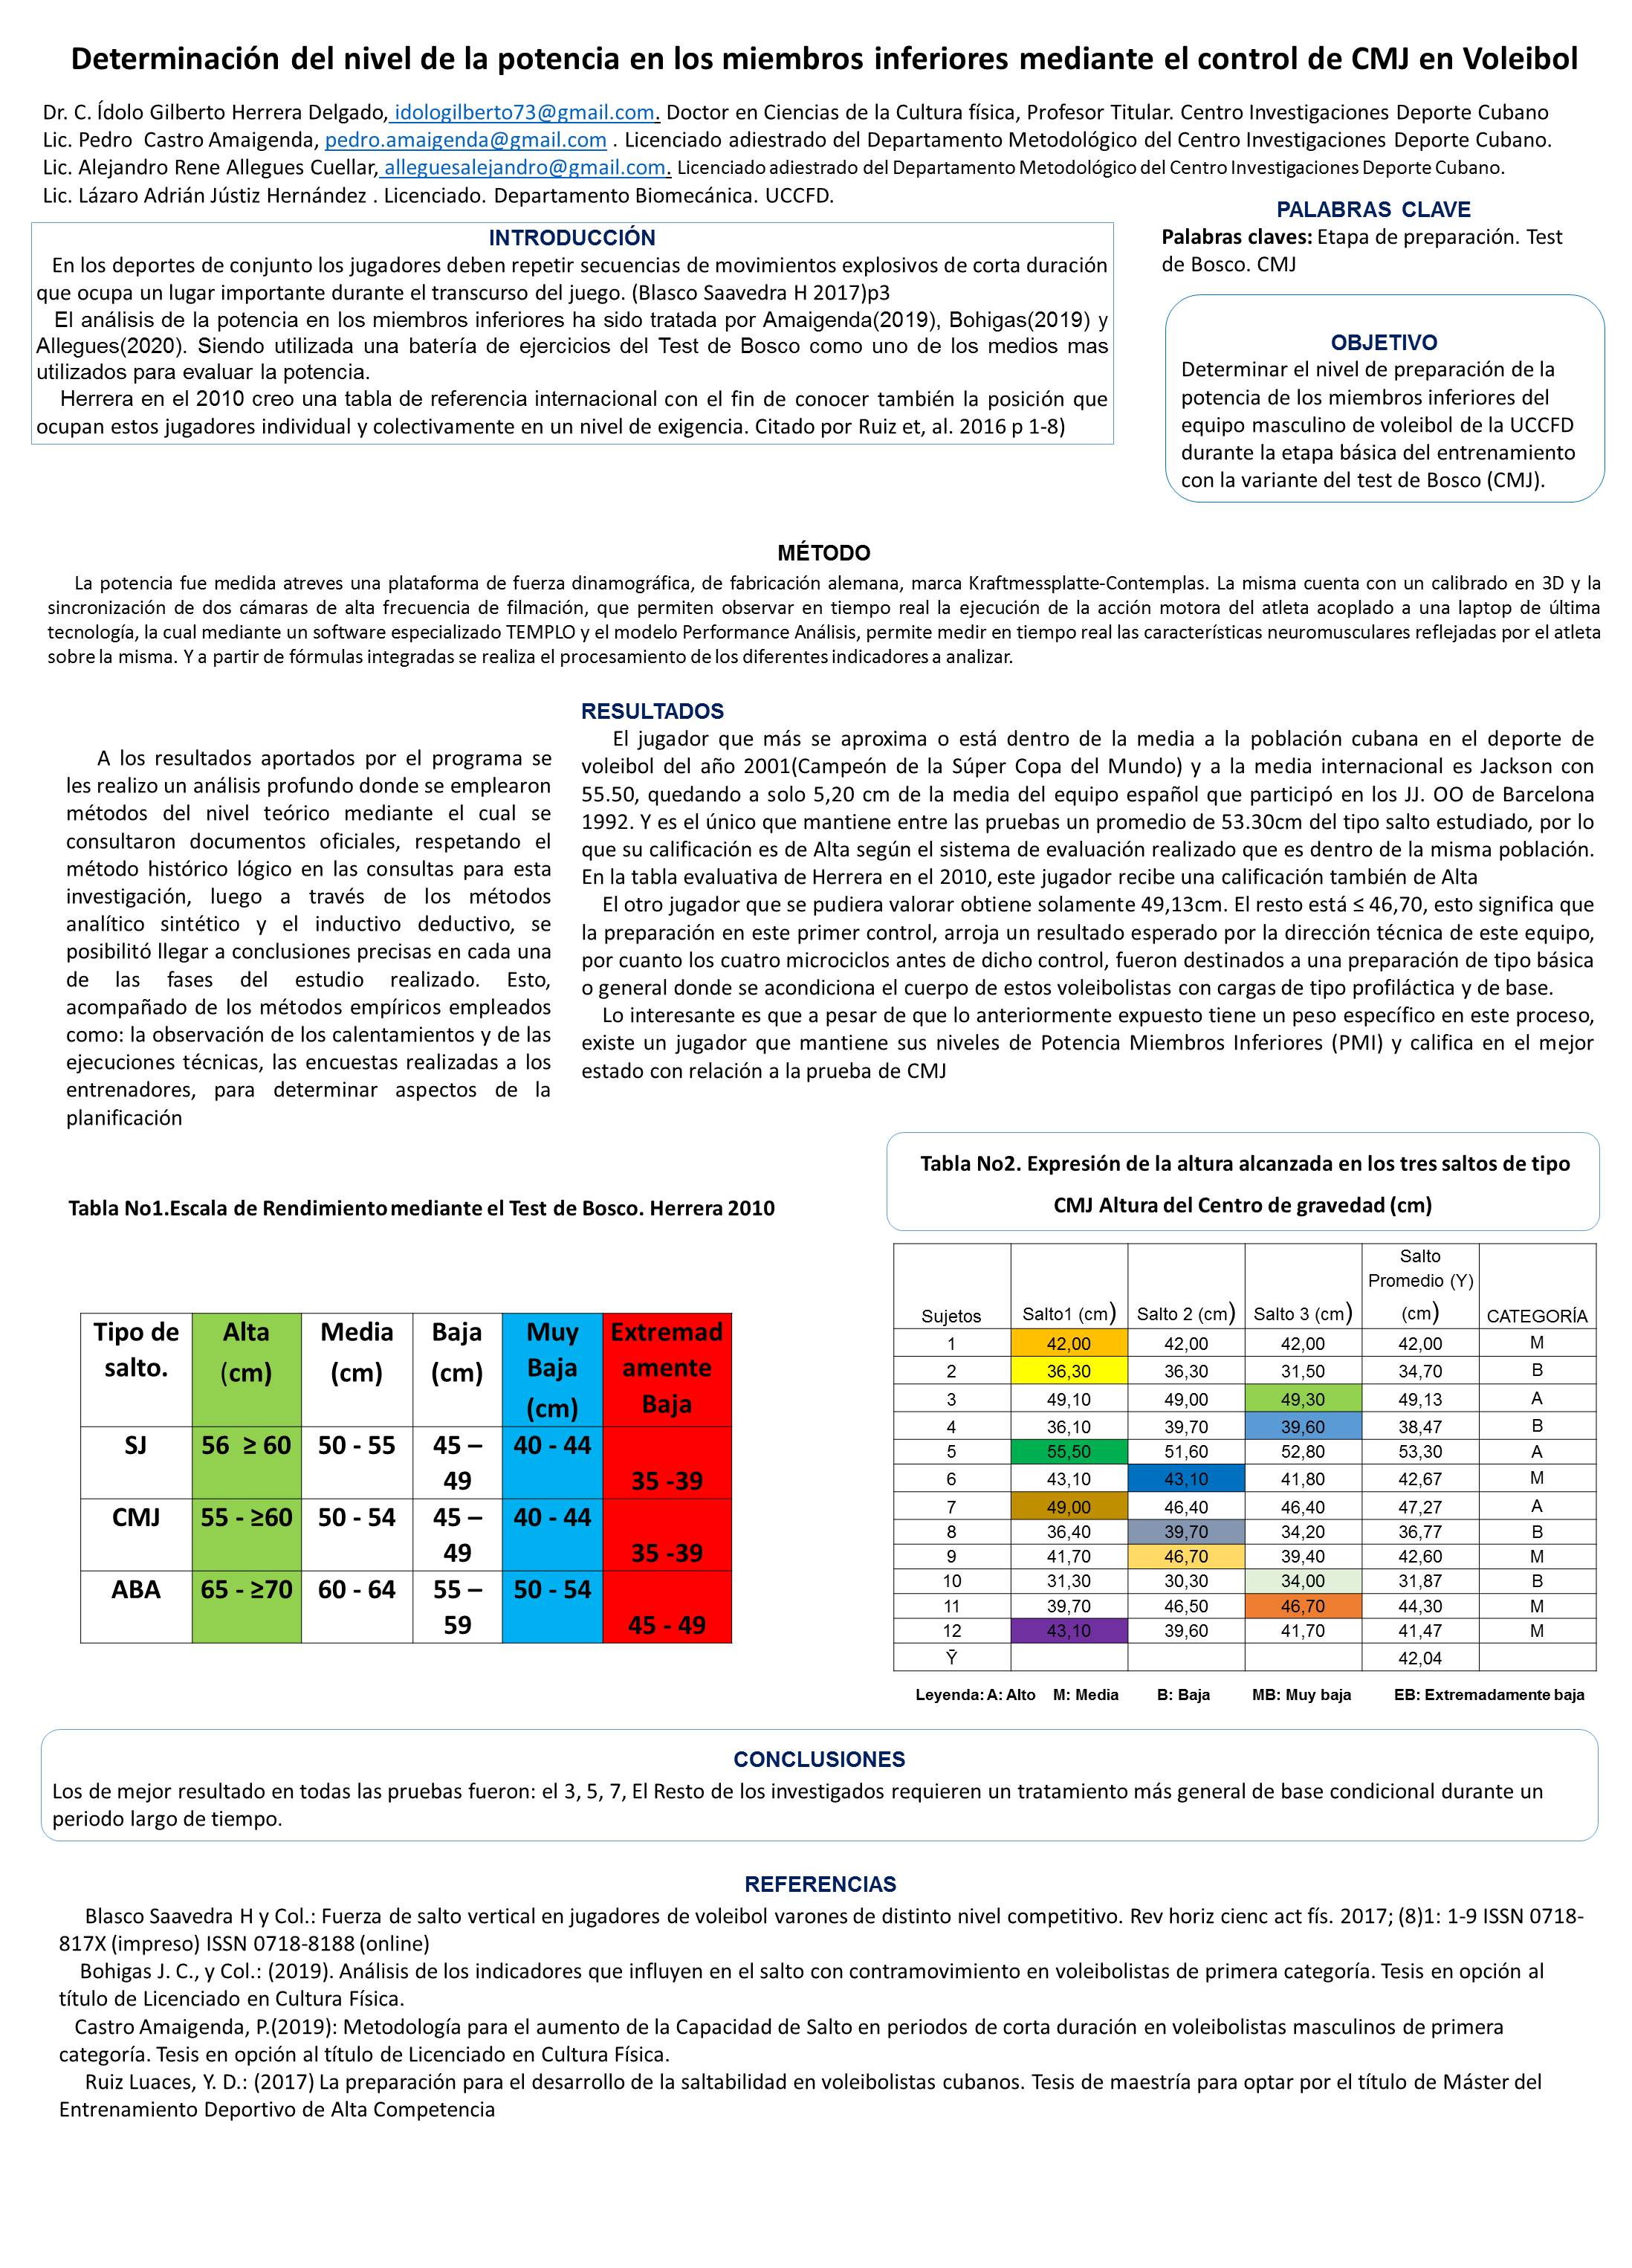 Determinación del nivel de la potencia en los miembros inferiores mediante el control de CMJ en Voleibol
Dr. C. Ídolo Gilberto Herrera Delgado, idologilberto73@gmail.com. Doctor en Ciencias de la Cultura física, Profesor Titular. Centro Investigaciones Deporte Cubano
Lic. Pedro Castro Amaigenda, pedro.amaigenda@gmail.com . Licenciado adiestrado del Departamento Metodológico del Centro Investigaciones Deporte Cubano.
Lic. Alejandro Rene Allegues Cuellar, alleguesalejandro@gmail.com. Licenciado adiestrado del Departamento Metodológico del Centro Investigaciones Deporte Cubano.
Lic. Lázaro Adrián Jústiz Hernández . Licenciado. Departamento Biomecánica. UCCFD.
INTRODUCCIÓN
En los deportes de conjunto los jugadores deben repetir secuencias de movimientos explosivos de corta duración
que ocupa un lugar importante durante el transcurso del juego. (Blasco Saavedra H 2017)p3
El análisis de la potencia en los miembros inferiores ha sido tratada por Amaigenda(2019), Bohigas(2019) y
Allegues(2020). Siendo utilizada una batería de ejercicios del Test de Bosco como uno de los medios mas
utilizados para evaluar la potencia.
Herrera en el 2010 creo una tabla de referencia internacional con el fin de conocer también la posición que
ocupan estos jugadores individual y colectivamente en un nivel de exigencia. Citado por Ruiz et, al. 2016 p 1-8)
PALABRAS CLAVE
Palabras claves: Etapa de preparación. Test
de Bosco. CMJ
OBJETIVO
Determinar el nivel de preparación de la
potencia de los miembros inferiores del
equipo masculino de voleibol de la UCCFD
durante la etapa básica del entrenamiento
con la variante del test de Bosco (CMJ).
MÉTODO
La potencia fue medida atreves una plataforma de fuerza dinamográfica, de fabricación alemana, marca Kraftmessplatte-Contemplas. La misma cuenta con un calibrado en 3D y la
sincronización de dos cámaras de alta frecuencia de filmación, que permiten observar en tiempo real la ejecución de la acción motora del atleta acoplado a una laptop de última
tecnología, la cual mediante un software especializado TEMPLO y el modelo Performance Análisis, permite medir en tiempo real las características neuromusculares reflejadas por el atleta
sobre la misma. Y a partir de fórmulas integradas se realiza el procesamiento de los diferentes indicadores a analizar.
A los resultados aportados por el programa se
les realizo un análisis profundo donde se emplearon
métodos del nivel teórico mediante el cual se
consultaron documentos oficiales, respetando el
método histórico lógico en las consultas para esta
investigación, luego a través de los métodos
analítico sintético y el inductivo deductivo, se
posibilitó llegar a conclusiones precisas en cada una
de las fases del estudio realizado. Esto,
acompañado de los métodos empíricos empleados
como: la observación de los calentamientos y de las
ejecuciones técnicas, las encuestas realizadas a los
entrenadores, para determinar aspectos de la
planificación
RESULTADOS
El jugador que más se aproxima o está dentro de la media a la población cubana en el deporte de
voleibol del año 2001(Campeón de la Súper Copa del Mundo) y a la media internacional es Jackson con
55.50, quedando a solo 5,20 cm de la media del equipo español que participó en los JJ. OO de Barcelona
1992. Y es el único que mantiene entre las pruebas un promedio de 53.30cm del tipo salto estudiado, por lo
que su calificación es de Alta según el sistema de evaluación realizado que es dentro de la misma población.
En la tabla evaluativa de Herrera en el 2010, este jugador recibe una calificación también de Alta
El otro jugador que se pudiera valorar obtiene solamente 49,13cm. El resto está ≤ 46,70, esto significa que
la preparación en este primer control, arroja un resultado esperado por la dirección técnica de este equipo,
por cuanto los cuatro microciclos antes de dicho control, fueron destinados a una preparación de tipo básica
o general donde se acondiciona el cuerpo de estos voleibolistas con cargas de tipo profiláctica y de base.
Lo interesante es que a pesar de que lo anteriormente expuesto tiene un peso específico en este proceso,
existe un jugador que mantiene sus niveles de Potencia Miembros Inferiores (PMI) y califica en el mejor
estado con relación a la prueba de CMJ
Tabla No1.Escala de Rendimiento mediante el Test de Bosco. Herrera 2010
Tipo de salto. Alta (cm) Media (cm) Baja (cm) Muy Baja (cm) Extremadamente Baja
SJ 56 ≥ 60 50 - 55 45 – 49 40 - 44 35 -39
CMJ 55 - ≥60 50 - 54 45 – 49 40 - 44 35 -39
ABA 65 - ≥70 60 - 64 55 – 59 50 - 54 45 - 49
Tabla No2. Expresión de la altura alcanzada en los tres saltos de tipo
CMJ Altura del Centro de gravedad (cm)
Sujetos Salto1 (cm) Salto 2 (cm) Salto 3 (cm) Salto Promedio (Y) (cm) CATEGORÍA
1 42,00 42,00 42,00 42,00 M
2 36,30 36,30 31,50 34,70 B
3 49,10 49,00 49,30 49,13 A
4 36,10 39,70 39,60 38,47 B
5 55,50 51,60 52,80 53,30 A
6 43,10 43,10 41,80 42,67 M
7 49,00 46,40 46,40 47,27 A
8 36,40 39,70 34,20 36,77 B
9 41,70 46,70 39,40 42,60 M
10 31,30 30,30 34,00 31,87 B
11 39,70 46,50 46,70 44,30 M
12 43,10 39,60 41,70 41,47 M
Ȳ 42,04
Leyenda: A: Alto M: Media B: Baja MB: Muy baja EB: Extremadamente baja
CONCLUSIONES
Los de mejor resultado en todas las pruebas fueron: el 3, 5, 7, El Resto de los investigados requieren un tratamiento más general de base condicional durante un
periodo largo de tiempo.
REFERENCIAS
Blasco Saavedra H y Col.: Fuerza de salto vertical en jugadores de voleibol varones de distinto nivel competitivo. Rev horiz cienc act fís. 2017; (8)1: 1-9 ISSN 0718-
817X (impreso) ISSN 0718-8188 (online)
Bohigas J. C., y Col.: (2019). Análisis de los indicadores que influyen en el salto con contramovimiento en voleibolistas de primera categoría. Tesis en opción al
título de Licenciado en Cultura Física.
Castro Amaigenda, P.(2019): Metodología para el aumento de la Capacidad de Salto en periodos de corta duración en voleibolistas masculinos de primera
categoría. Tesis en opción al título de Licenciado en Cultura Física.
Ruiz Luaces, Y. D.: (2017) La preparación para el desarrollo de la saltabilidad en voleibolistas cubanos. Tesis de maestría para optar por el título de Máster del
Entrenamiento Deportivo de Alta Competencia